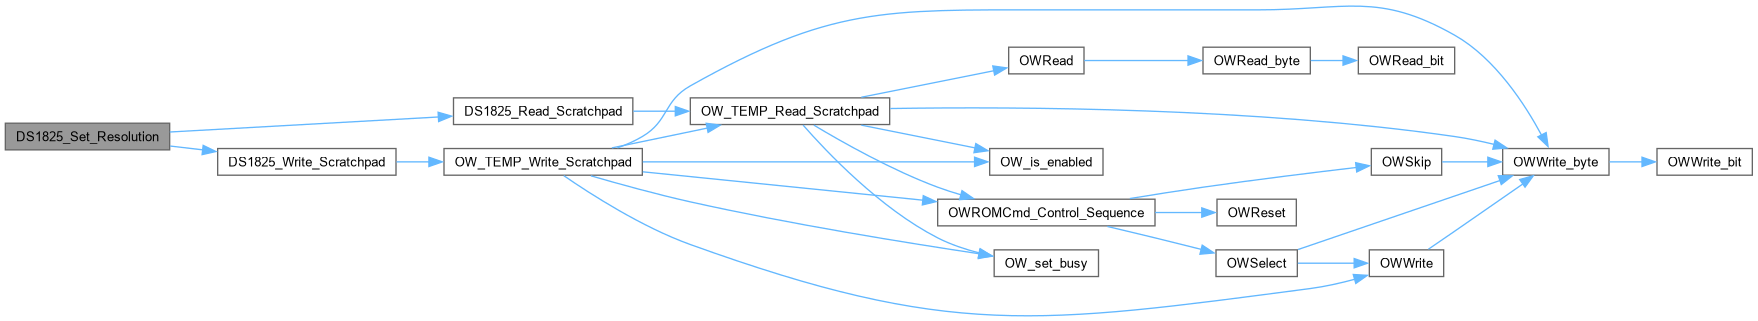 DS1825_Set_Resolution
DS1825_Read_Scratchpad
DS1825_Write_Scratchpad
OW_TEMP_Read_Scratchpad
OW_TEMP_Write_Scratchpad
OWRead
OWRead_byte
OWRead_bit
OW_is_enabled
OWROMCmd_Control_Sequence
OW_set_busy
OWSkip
OWReset
OWSelect
OWWrite
OWWrite_byte
OWWrite_bit